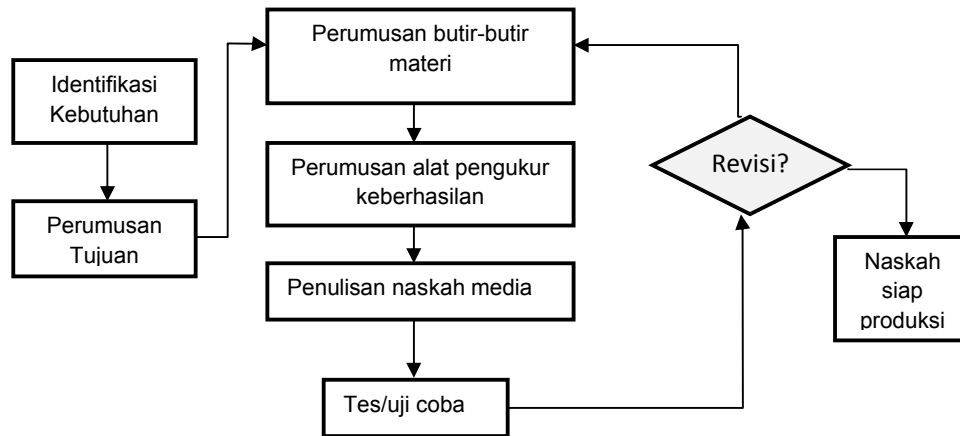 Identifikasi
Kebutuhan
Perumusan
Tujuan
Perumusan butir-butir
materi
Perumusan alat pengukur
keberhasilan
Penulisan naskah media
Tes/uji coba
Revisi?
Naskah
siap
produksi